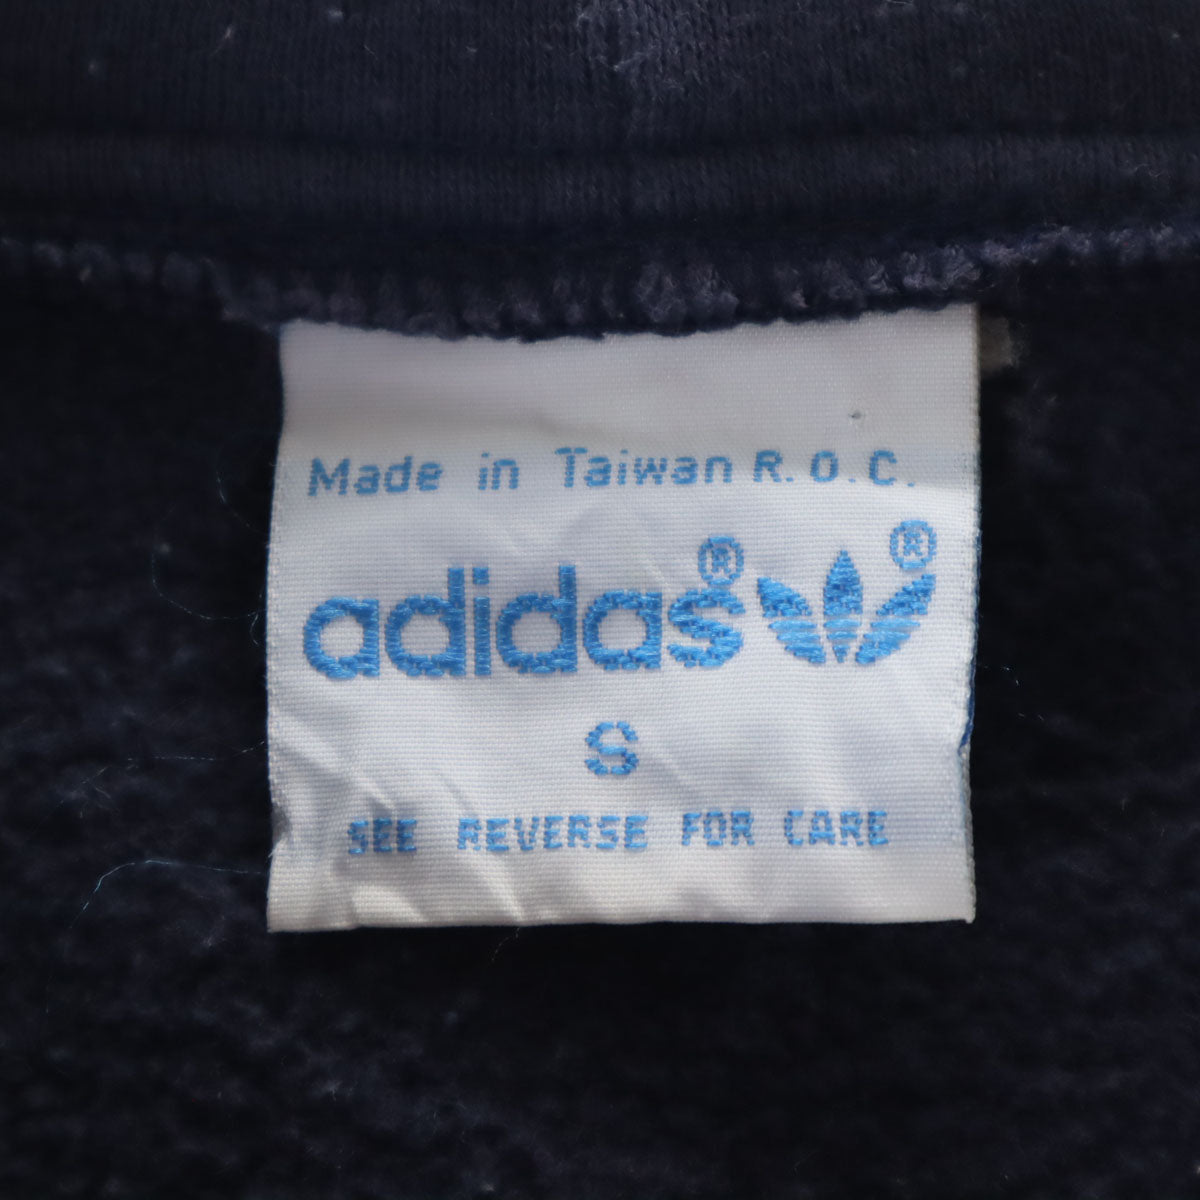 Made in Taiwan R.O.C.
adidas® ®
S
SEE REVERSE FOR CARE